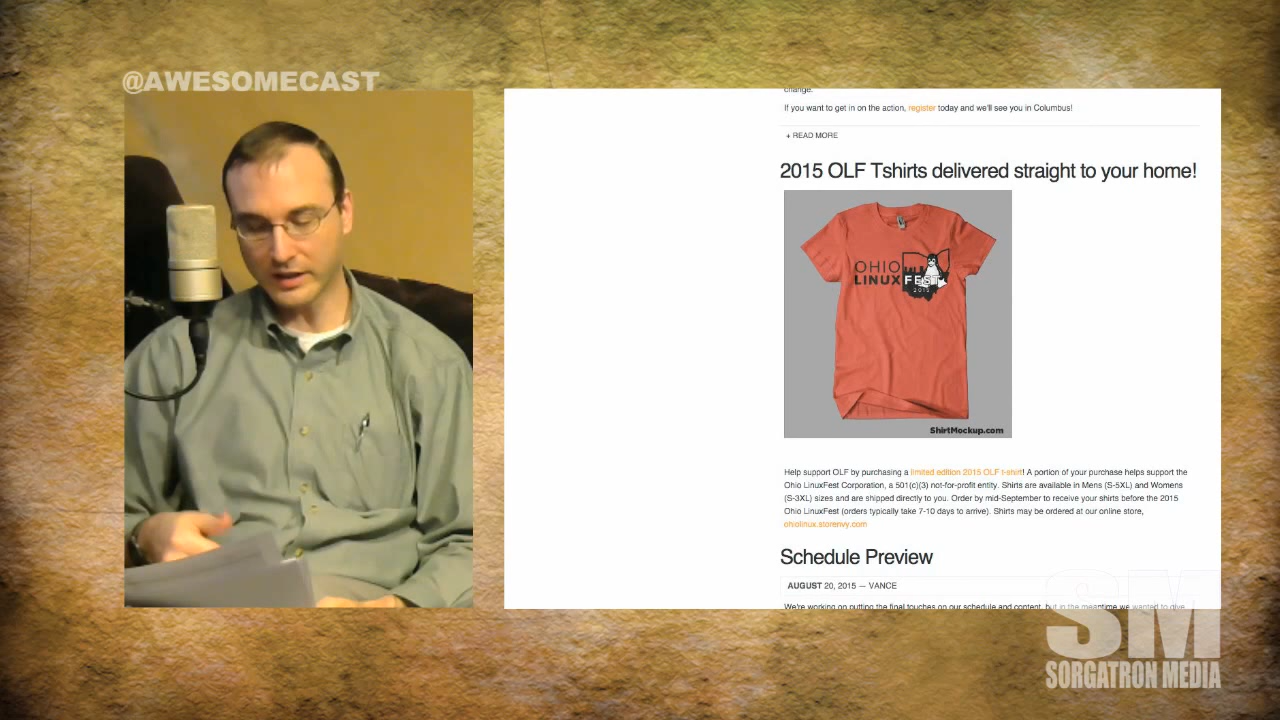 @AWESOMECAST
change.
If you want to get in on the action, register today and we'll see you in Columbus!
+ READ MORE
2015 OLF Tshirts delivered straight to your home!
OHIO
LINUX FEST
2015
ShirtMockup.com
Help support OLF by purchasing a limited edition 2015 OLF t-shirt! A portion of your purchase helps support the
Ohio LinuxFest Corporation, a 501(c)(3) not-for-profit entity. Shirts are available in Mens (S-5XL) and Womens
(S-3XL) sizes and are shipped directly to you. Order by mid-September to receive your shirts before the 2015
Ohio LinuxFest (orders typically take 7-10 days to arrive). Shirts may be ordered at our online store,
ohiolinux.storenvy.com
Schedule Preview
AUGUST 20, 2015 — VANCE
We're working on putting the final touches on our schedule and content, but in the meantime we wanted to give
SM
SORGATRON MEDIA